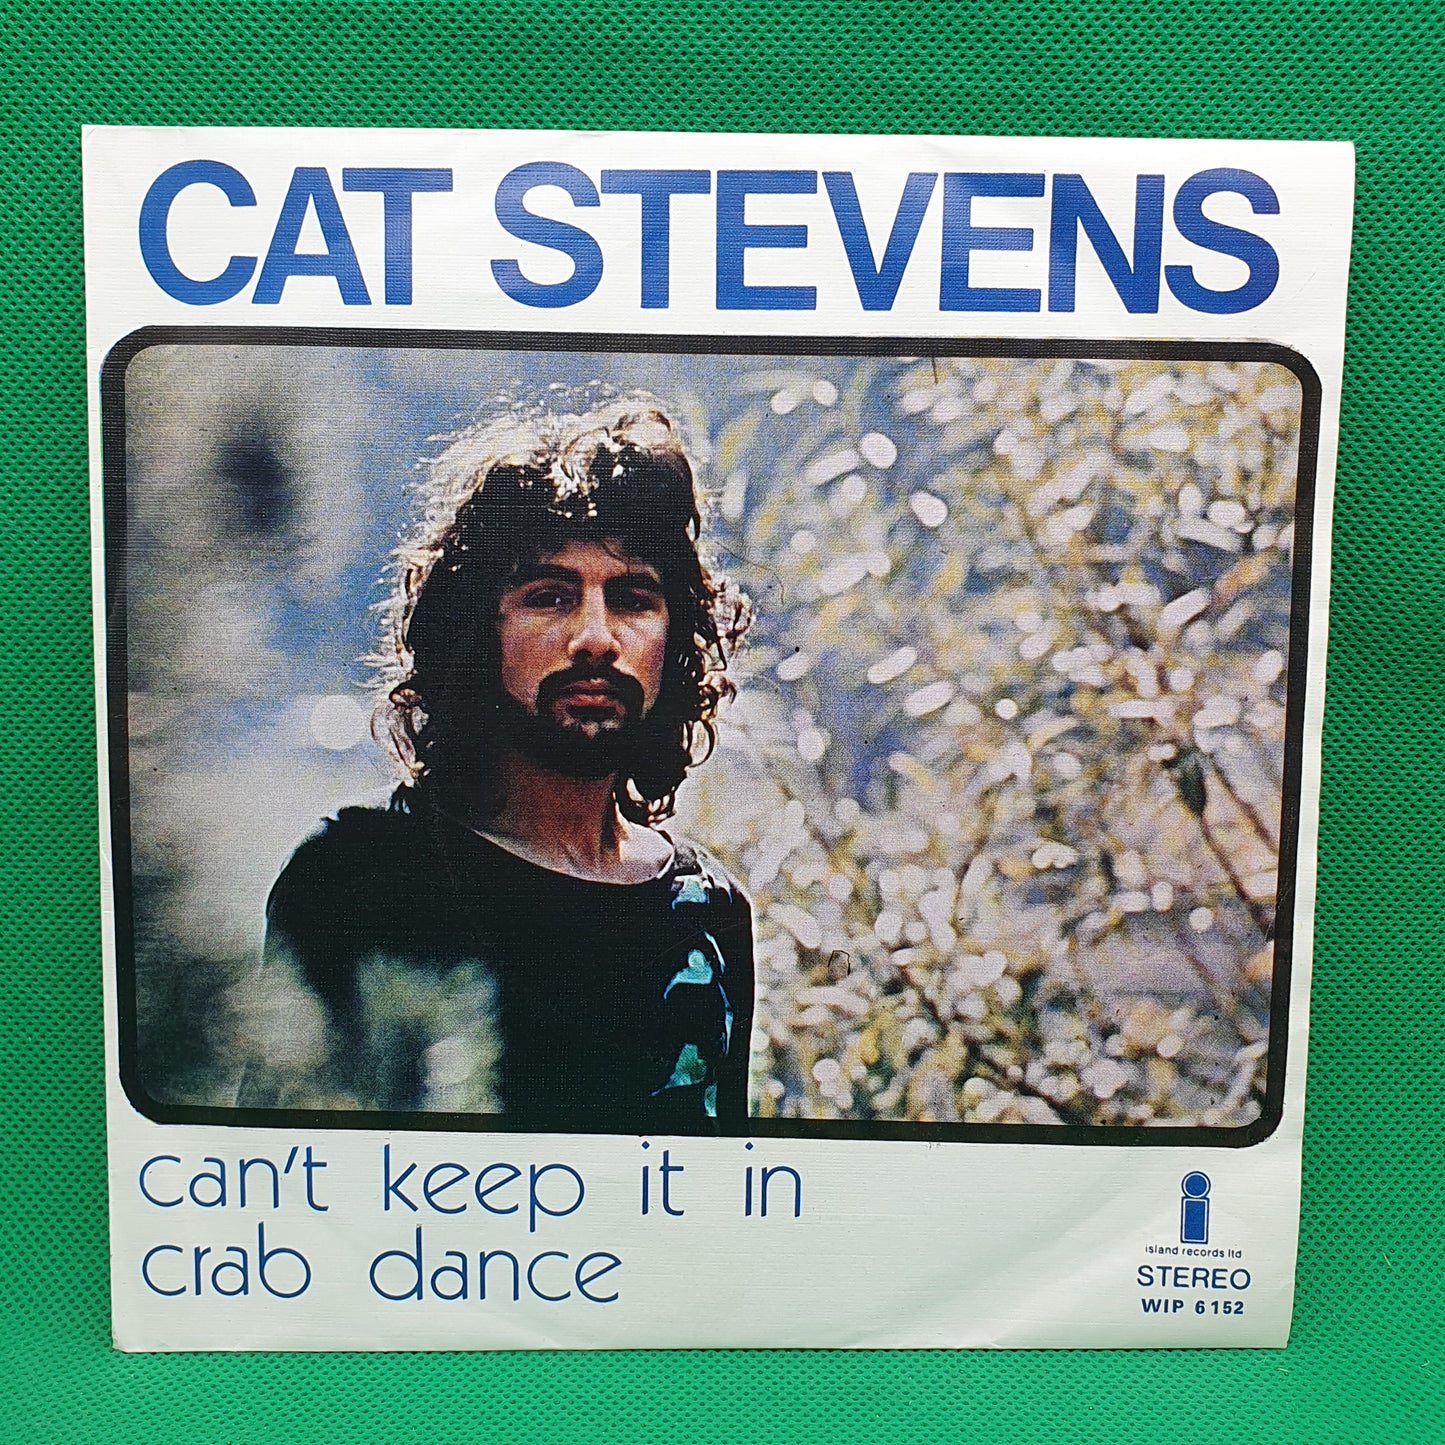 CAT STEVENS
can't keep it in
crab dance
island records ltd
STEREO
WIP 6152